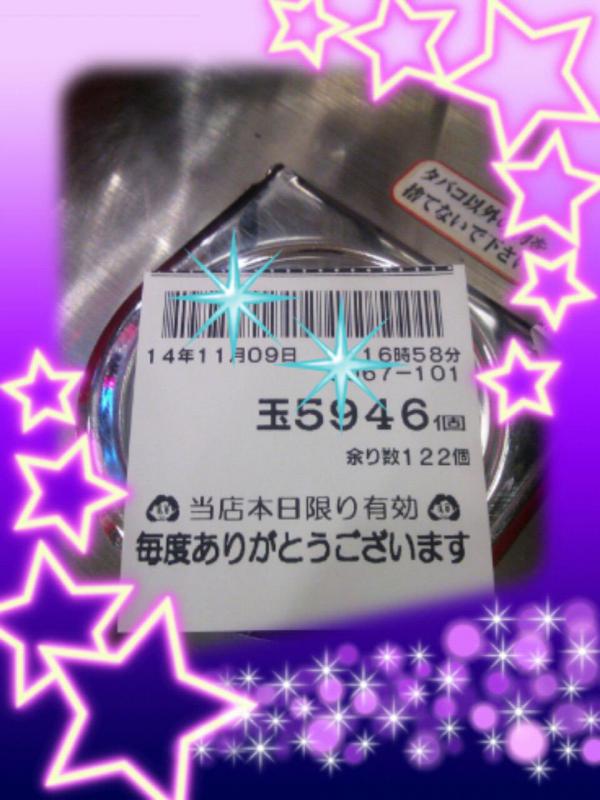 タバコ以外
捨てないで下さい
14年11月09日 16時58分
67-101
玉5946個
余り数122個
当店本日限り有効
毎度ありがとうございます